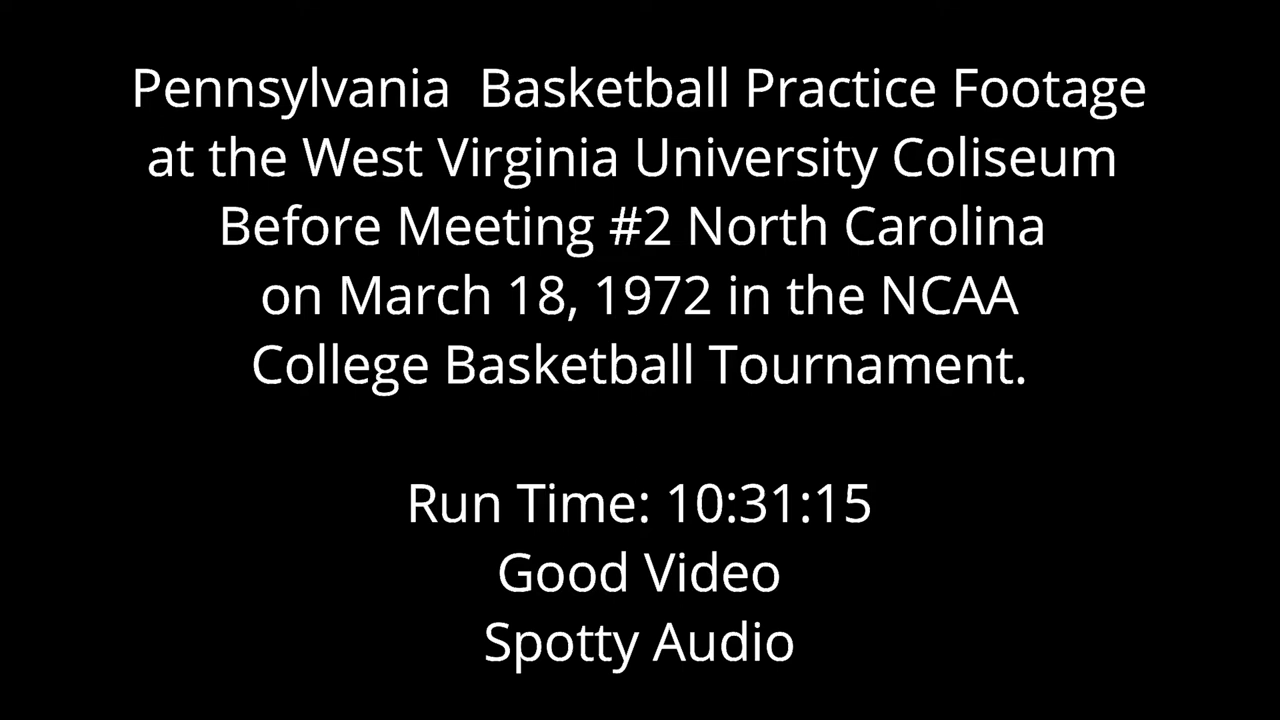 Pennsylvania  Basketball Practice Footage
at the West Virginia University Coliseum
Before Meeting #2 North Carolina
on March 18, 1972 in the NCAA
College Basketball Tournament.
Run Time: 10:31:15
Good Video
Spotty Audio